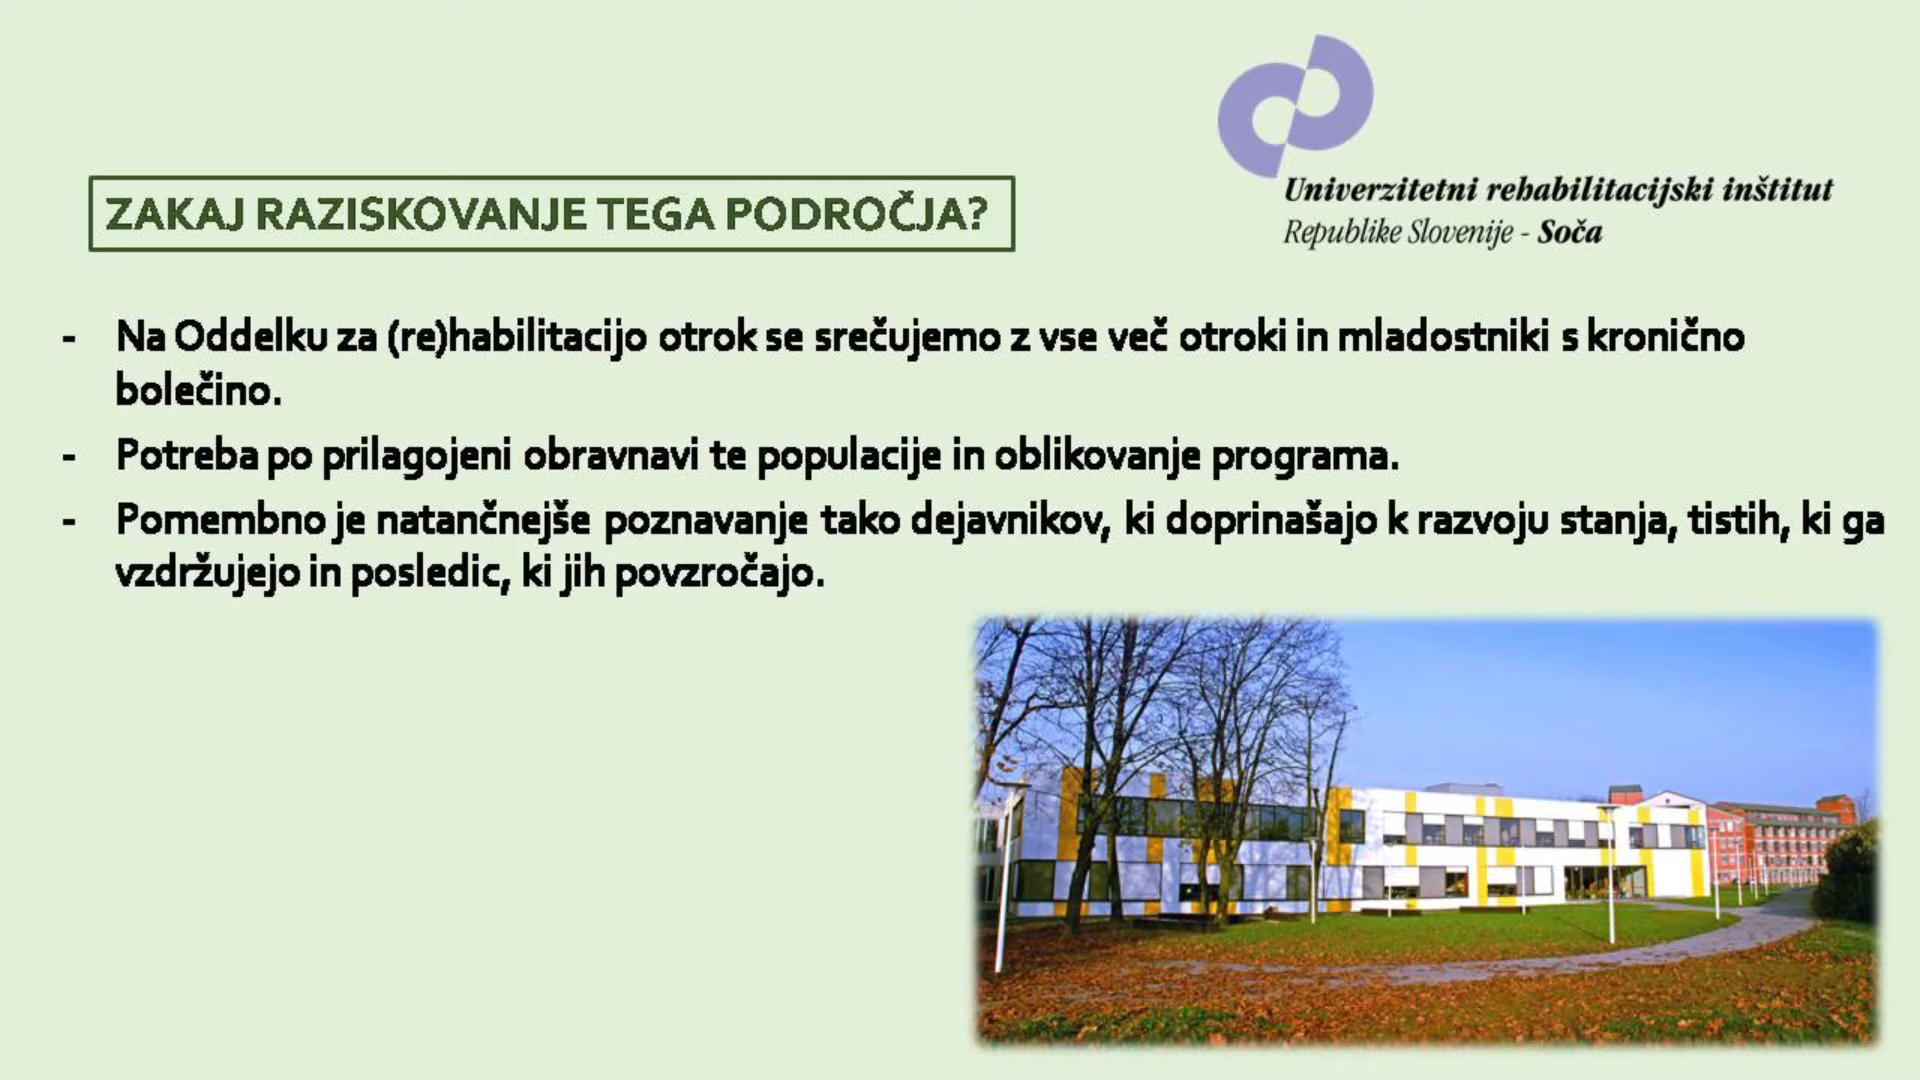 Univerzitetni rehabilitacijski inštitut
Republike Slovenije - Soča
ZAKAJ RAZISKOVANJE TEGA PODROČJA?
- Na Oddelku za (re)habilitacijo otrok se srečujemo z vse več otroki in mladostniki s kronično
bolečino.
- Potreba po prilagojeni obravnavi te populacije in oblikovanje programa.
- Pomembno je natančnejše poznavanje tako dejavnikov, ki doprinašajo k razvoju stanja, tistih, ki ga
vzdržujejo in posledic, ki jih povzročajo.